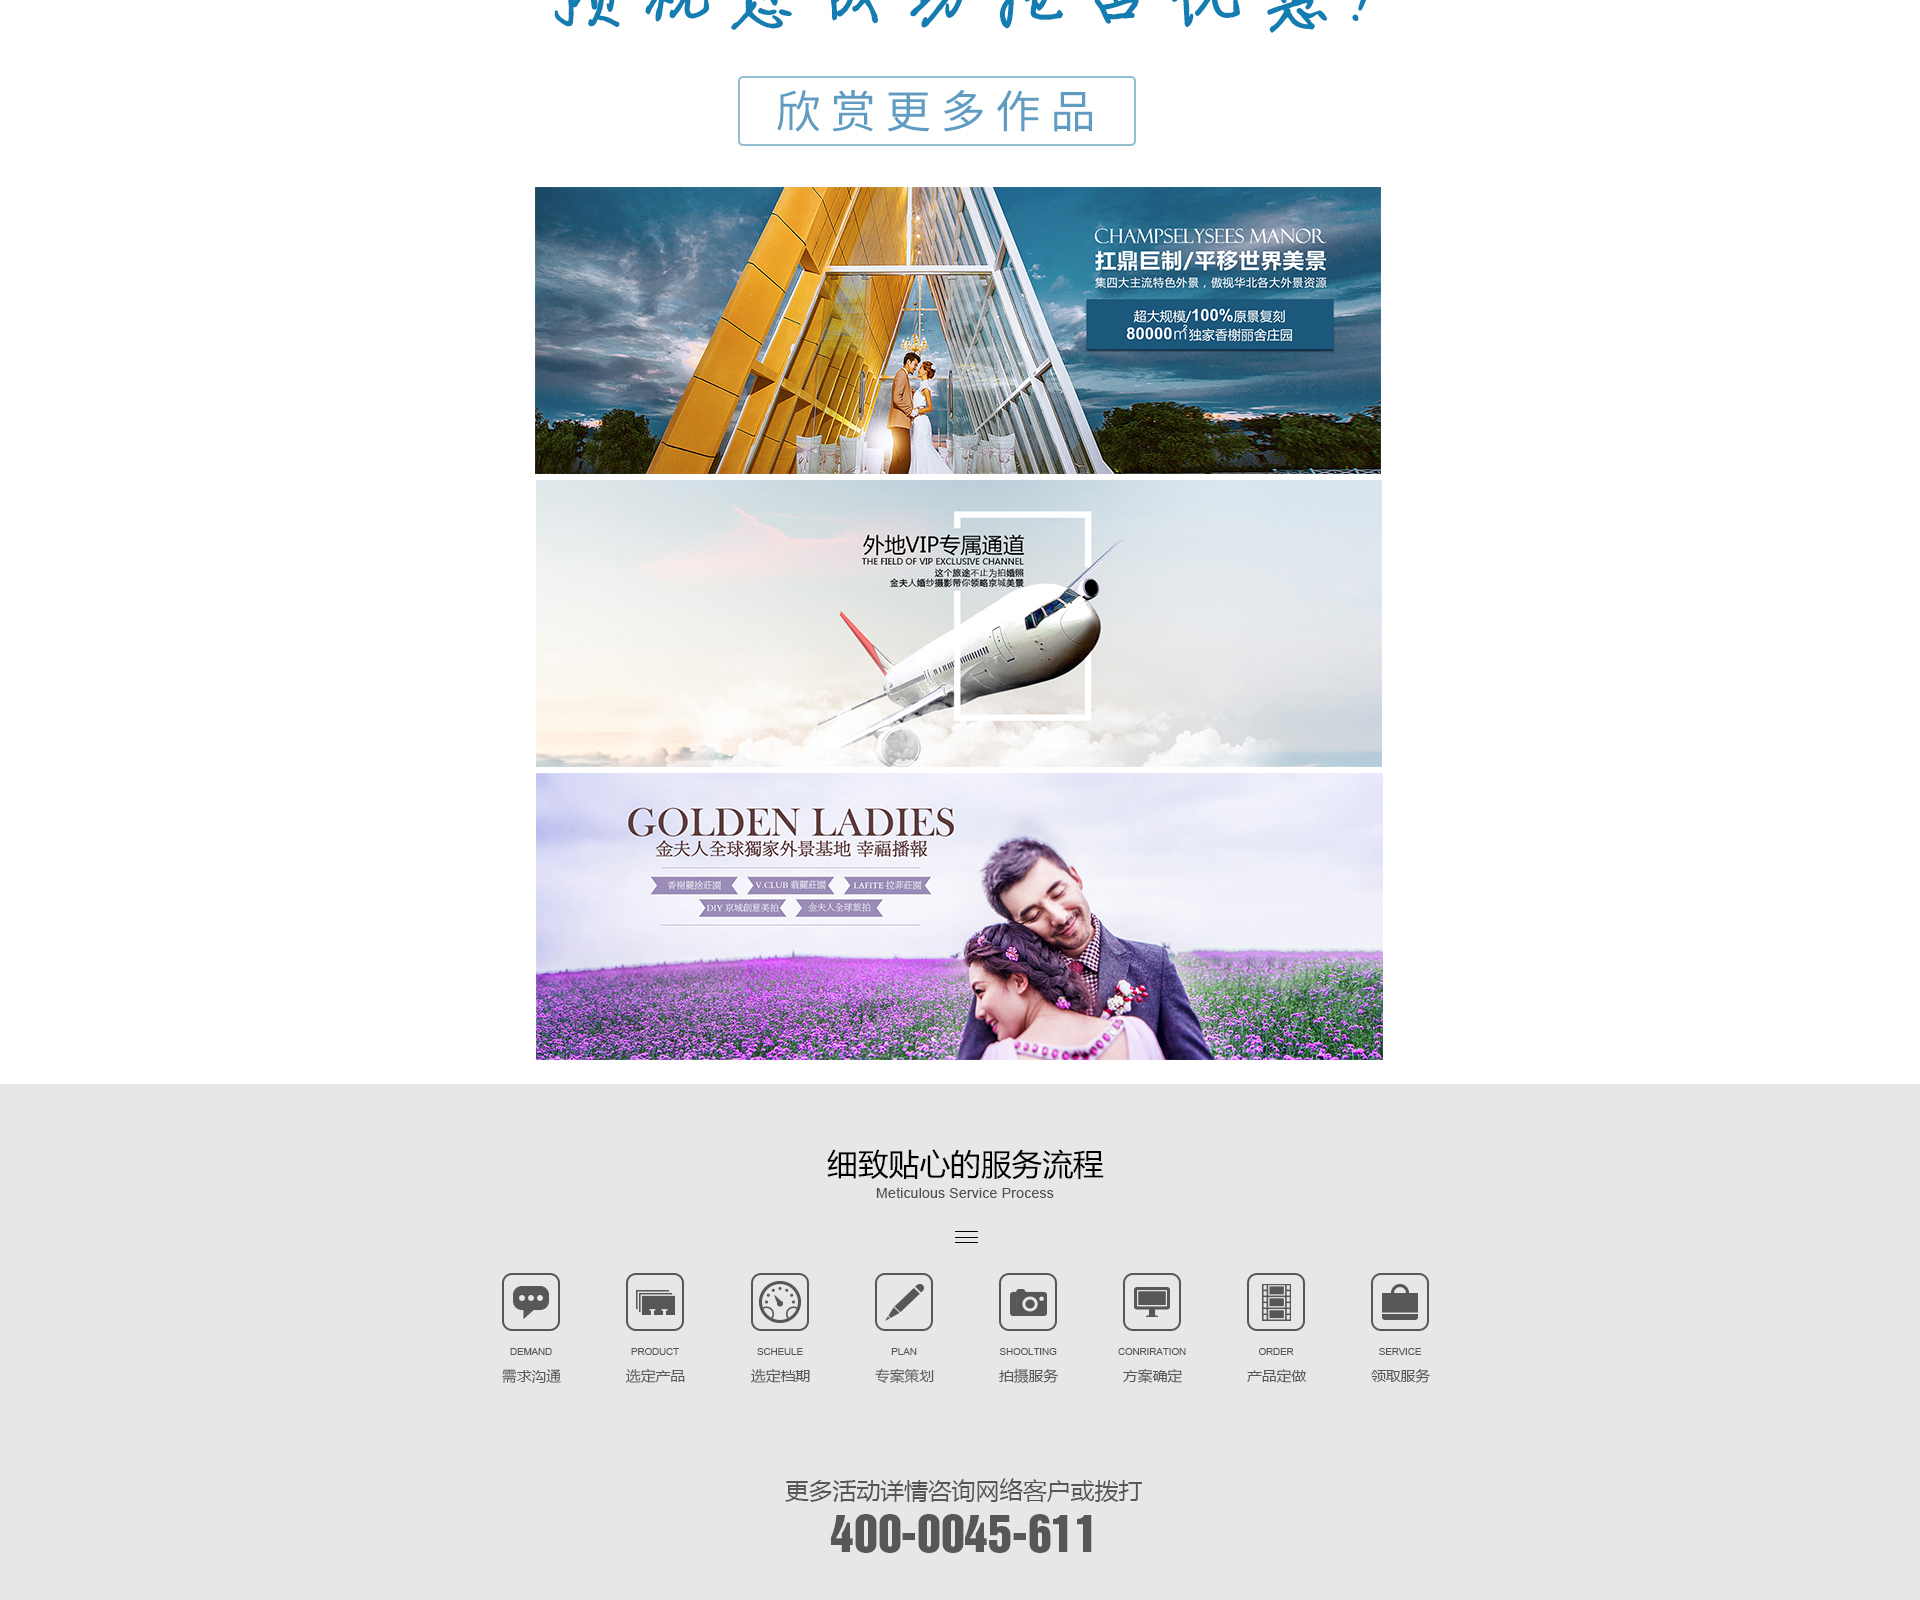 预祝您成功抢占优惠!
欣赏更多作品
CHAMPSELYSEES MANOR
扛鼎巨制/平移世界美景
集四大主流特色外景，傲视华北各大外景资源
超大规模/100%原景复刻
80000㎡独家香榭丽舍庄园
外地VIP专属通道
THE FIELD OF VIP EXCLUSIVE CHANNEL
这个旅途不止为拍婚照
金夫人婚纱摄影带你领略京城美景
GOLDEN LADIES
金夫人全球獨家外景基地 幸福播報
香榭麗捨莊園 V.CLUB 翡麗莊園 LAFITE 拉菲莊園
DIY 京城創意美拍 金夫人全球旅拍
细致贴心的服务流程
Meticulous Service Process
DEMAND PRODUCT SCHEULE PLAN SHOOLTING CONRIRATION ORDER SERVICE
需求沟通 选定产品 选定档期 专案策划 拍摄服务 方案确定 产品定做 领取服务
更多活动详情咨询网络客户或拨打
400-0045-611